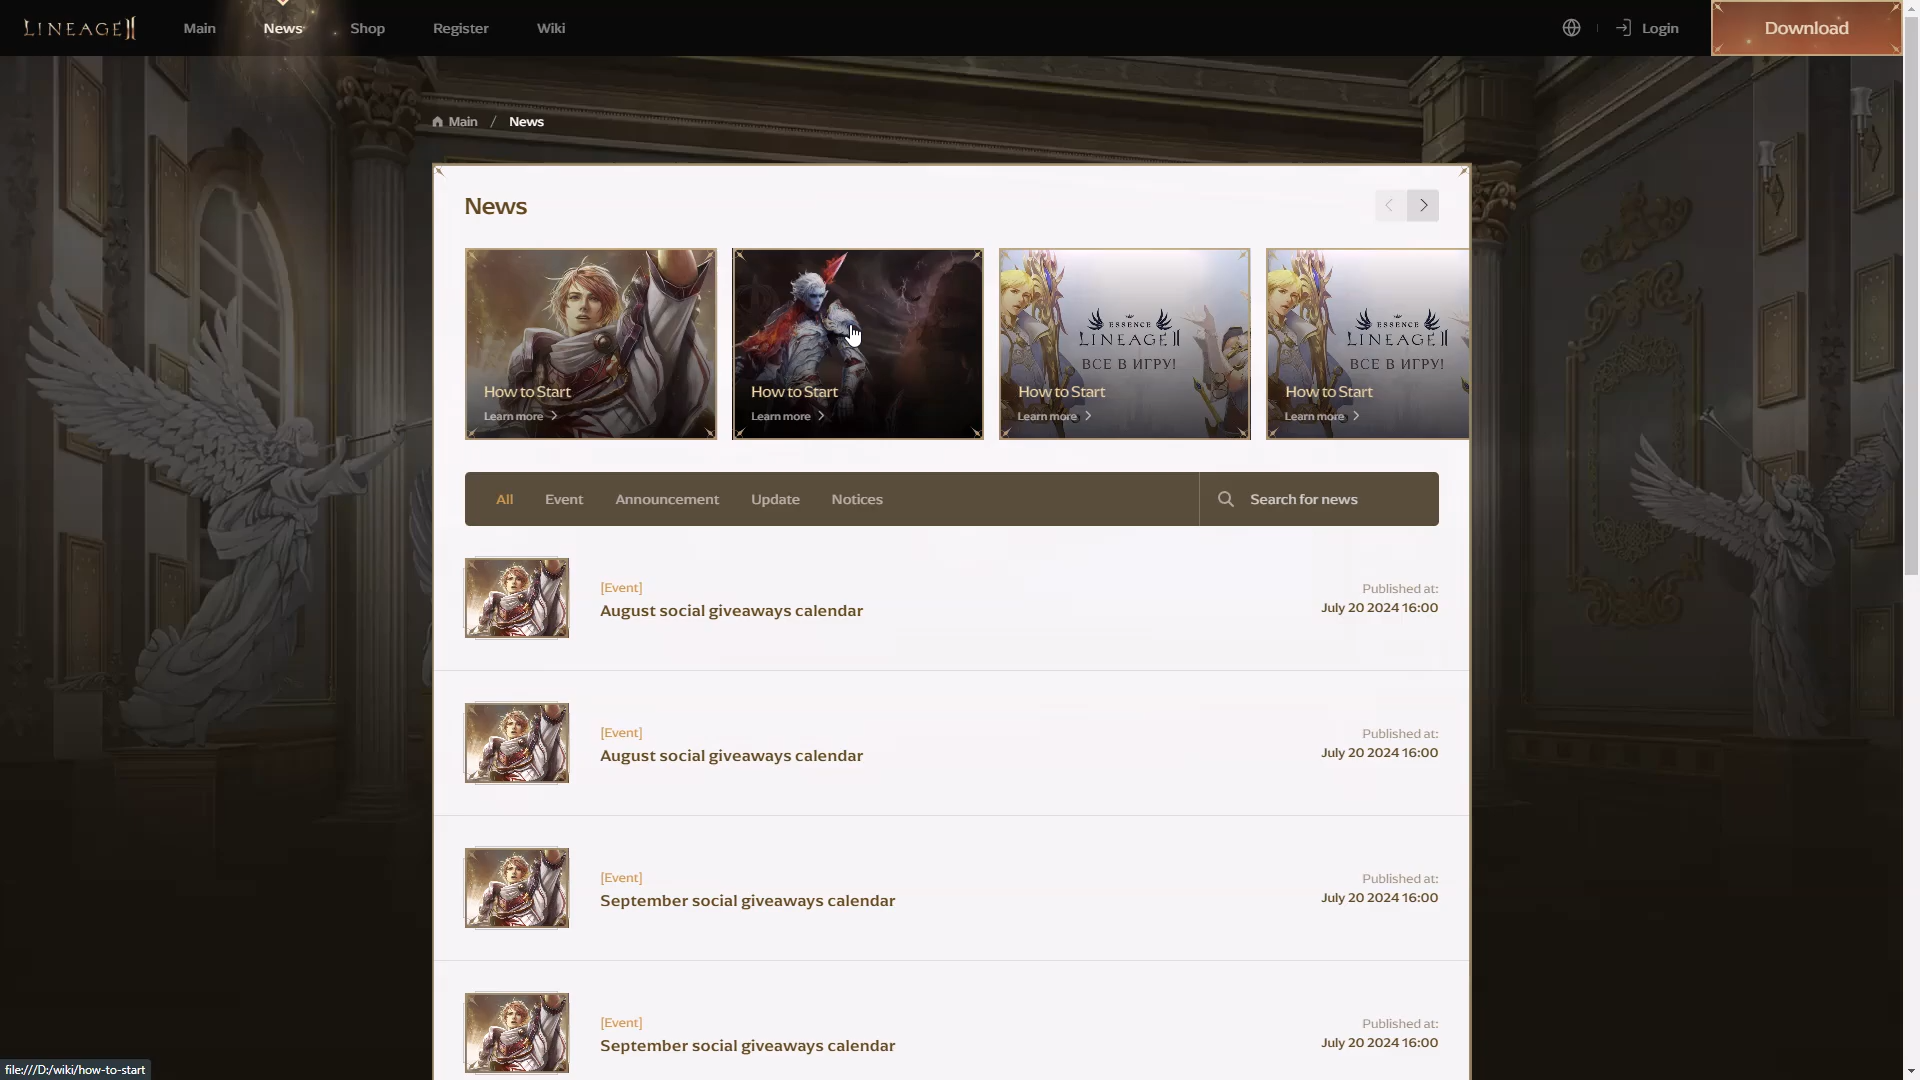 LINEAGE II
Main
News
Shop
Register
Wiki
Login
Download
Main / News
News
How to Start
Learn more
How to Start
Learn more
ESSENCE
LINEAGE II
ВСЕ В ИГРУ!
How to Start
Learn more
ESSENCE
LINEAGE II
ВСЕ В ИГРУ!
How to Start
Learn more
All
Event
Announcement
Update
Notices
Search for news
[Event]
August social giveaways calendar
Published at:
July 20 2024 16:00
[Event]
August social giveaways calendar
Published at:
July 20 2024 16:00
[Event]
September social giveaways calendar
Published at:
July 20 2024 16:00
[Event]
September social giveaways calendar
Published at:
July 20 2024 16:00
file:///D:/wiki/how-to-start